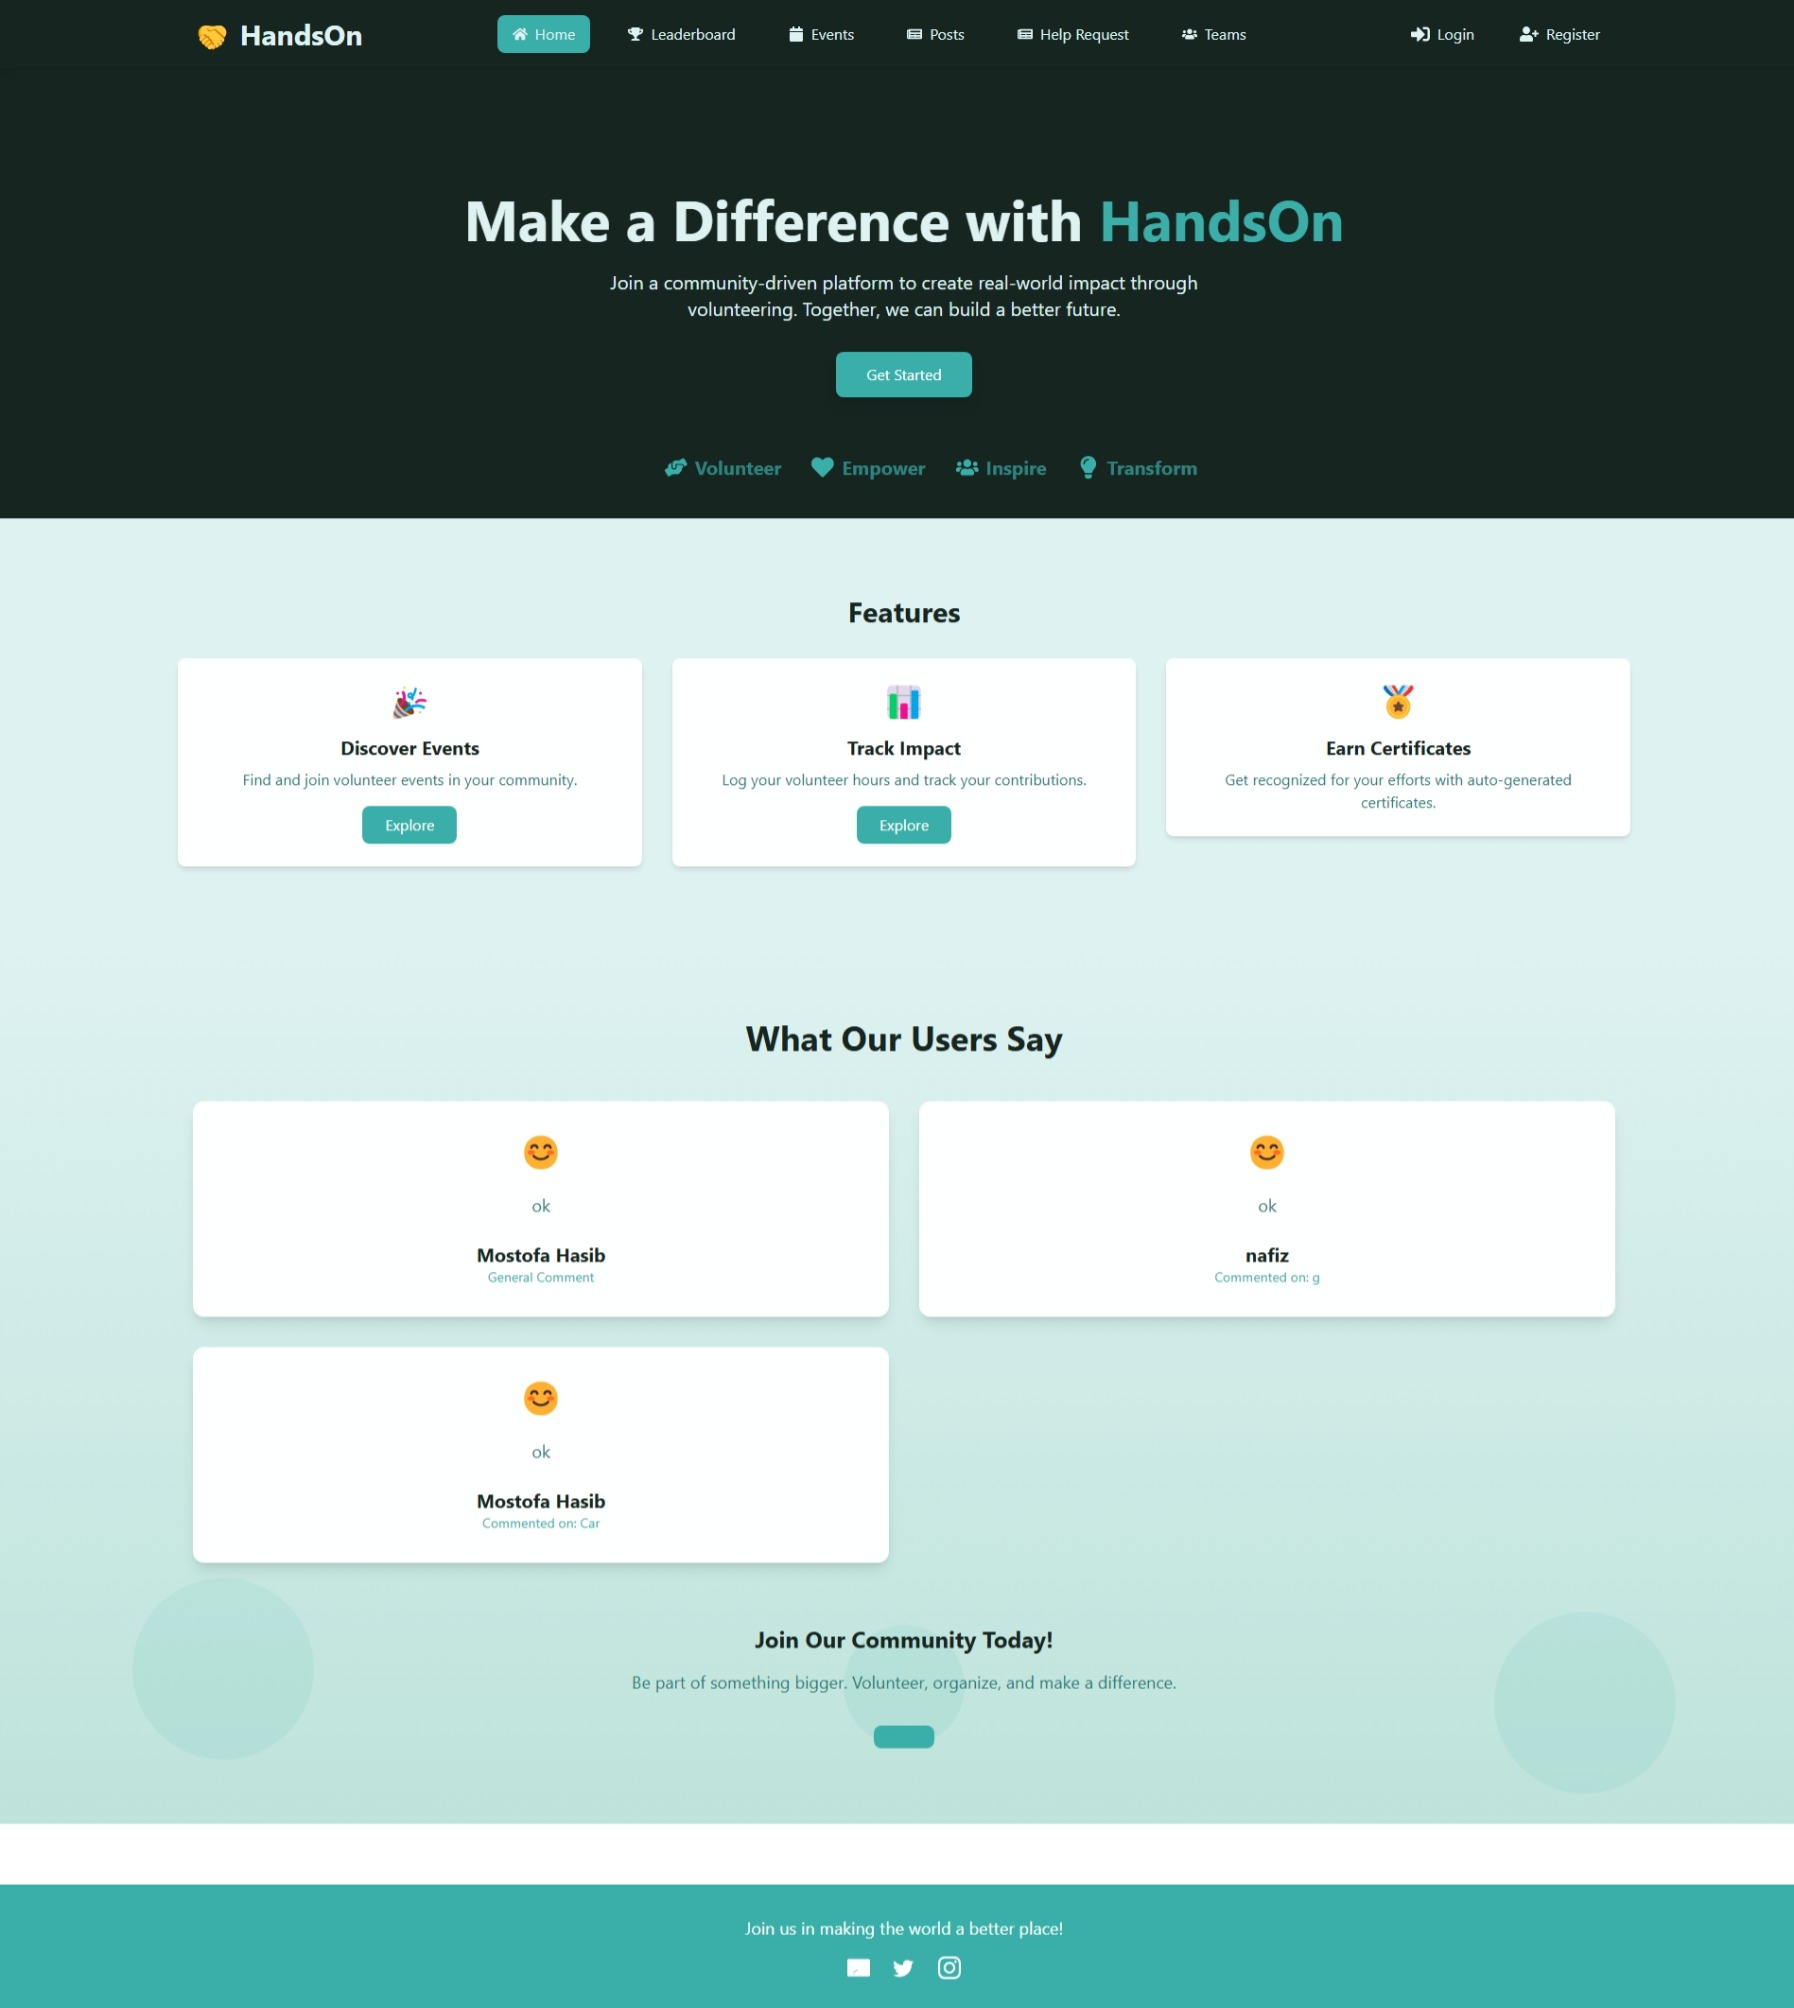 HandsOn
Home
Leaderboard
Events
Posts
Help Request
Teams
Login
Register
Make a Difference with HandsOn
Join a community-driven platform to create real-world impact through
volunteering. Together, we can build a better future.
Get Started
Volunteer
Empower
Inspire
Transform
Features
Discover Events
Find and join volunteer events in your community.
Explore
Track Impact
Log your volunteer hours and track your contributions.
Explore
Earn Certificates
Get recognized for your efforts with auto-generated
certificates.
What Our Users Say
ok
Mostofa Hasib
General Comment
ok
nafiz
Commented on: g
ok
Mostofa Hasib
Commented on: Car
Join Our Community Today!
Be part of something bigger. Volunteer, organize, and make a difference.
Join us in making the world a better place!